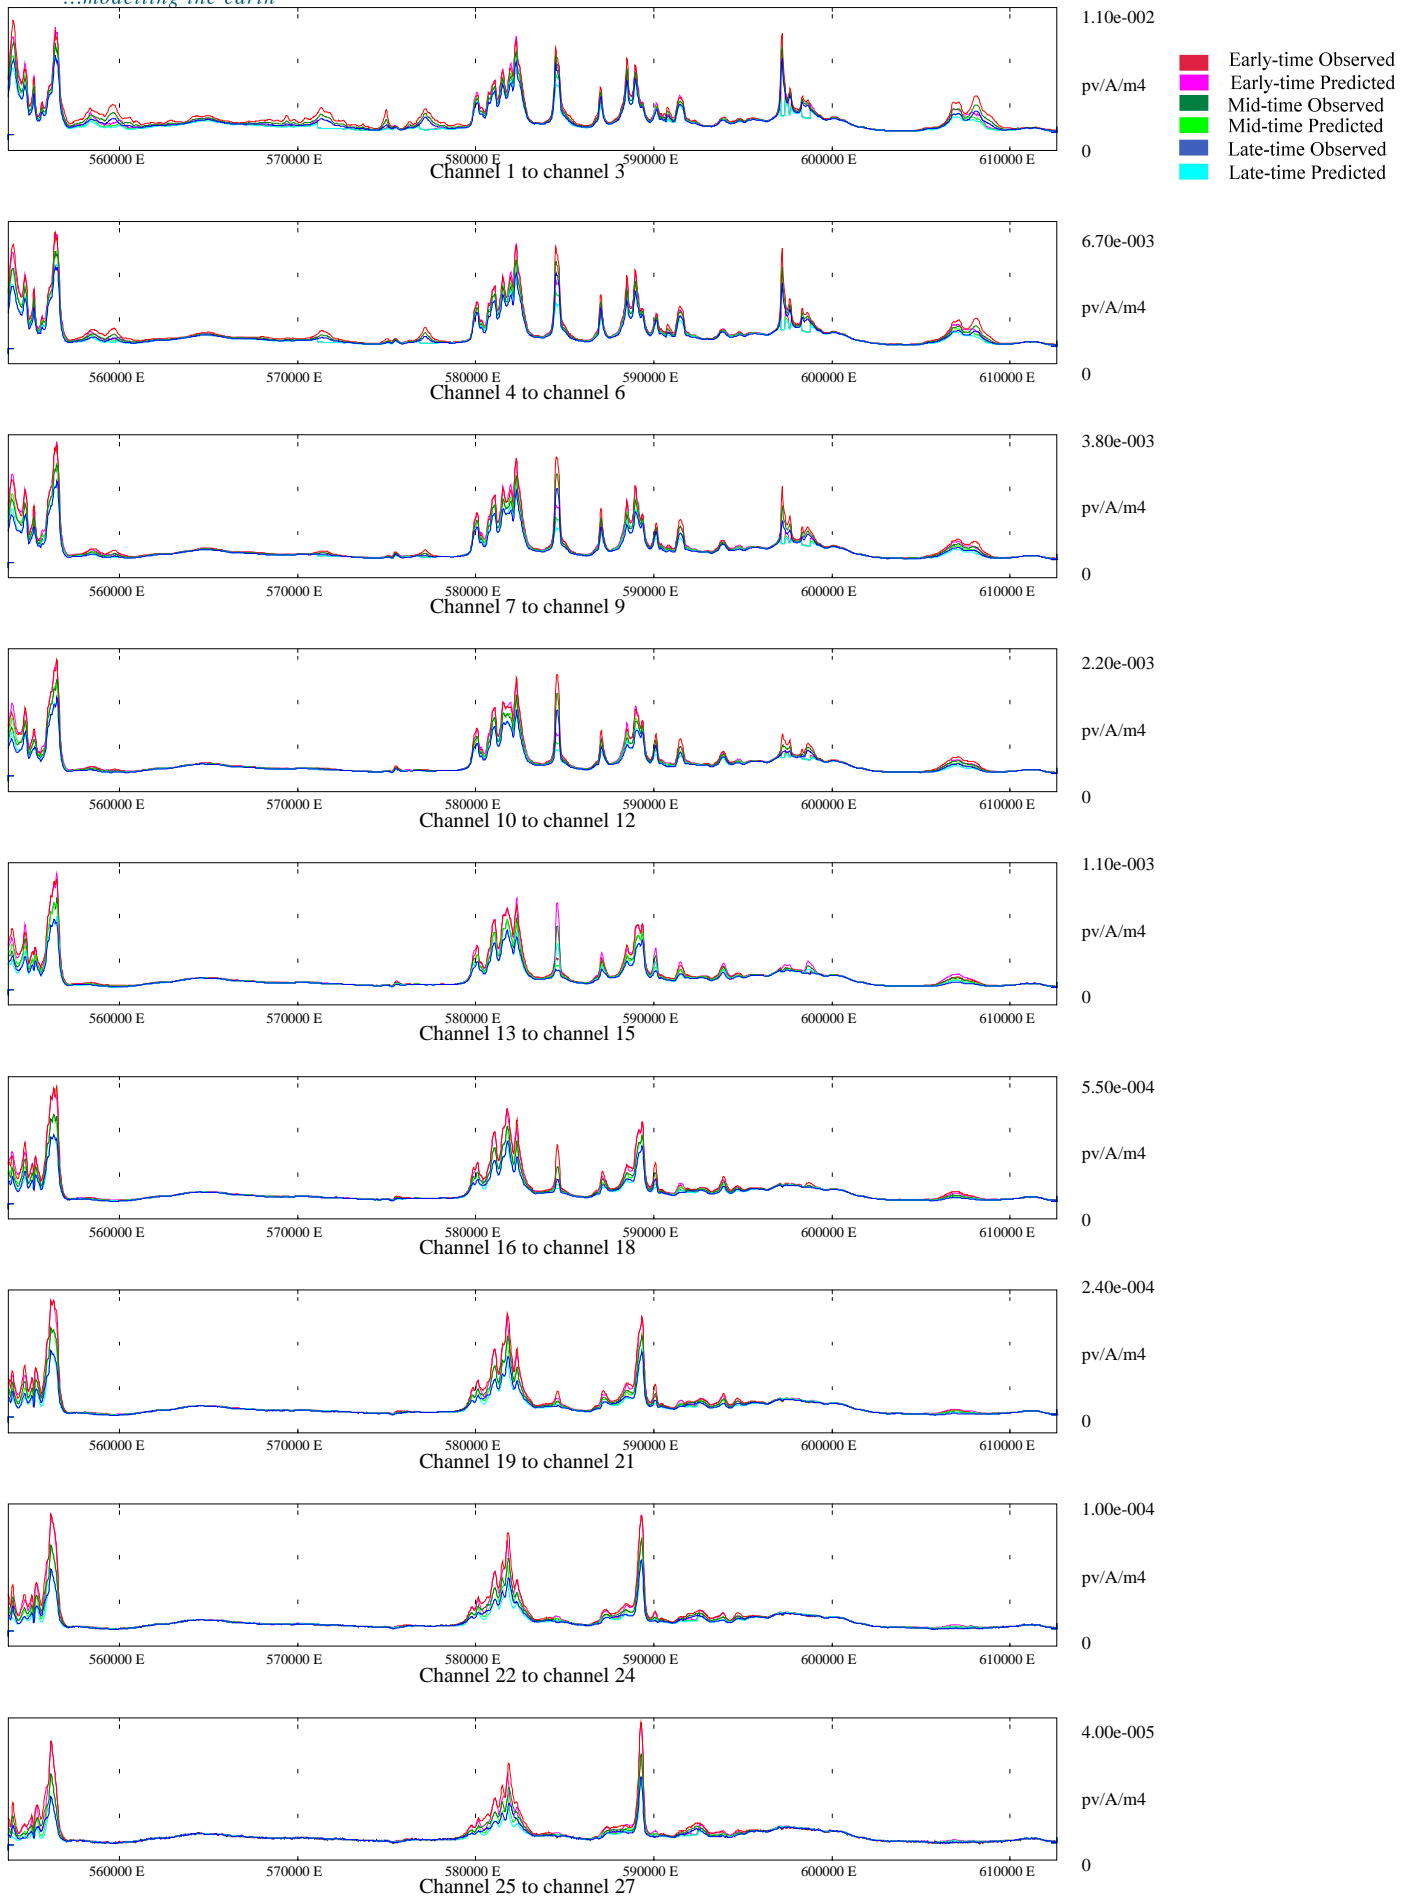 ...modelling the earth
1.10e-002
Early-time Observed
Early-time Predicted
Mid-time Observed
Mid-time Predicted
Late-time Observed
Late-time Predicted
pv/A/m4
0
560000 E 570000 E 580000 E 590000 E 600000 E 610000 E
Channel 1 to channel 3
6.70e-003
pv/A/m4
0
560000 E 570000 E 580000 E 590000 E 600000 E 610000 E
Channel 4 to channel 6
3.80e-003
pv/A/m4
0
560000 E 570000 E 580000 E 590000 E 600000 E 610000 E
Channel 7 to channel 9
2.20e-003
pv/A/m4
0
560000 E 570000 E 580000 E 590000 E 600000 E 610000 E
Channel 10 to channel 12
1.10e-003
pv/A/m4
0
560000 E 570000 E 580000 E 590000 E 600000 E 610000 E
Channel 13 to channel 15
5.50e-004
pv/A/m4
0
560000 E 570000 E 580000 E 590000 E 600000 E 610000 E
Channel 16 to channel 18
2.40e-004
pv/A/m4
0
560000 E 570000 E 580000 E 590000 E 600000 E 610000 E
Channel 19 to channel 21
1.00e-004
pv/A/m4
0
560000 E 570000 E 580000 E 590000 E 600000 E 610000 E
Channel 22 to channel 24
4.00e-005
pv/A/m4
0
560000 E 570000 E 580000 E 590000 E 600000 E 610000 E
Channel 25 to channel 27